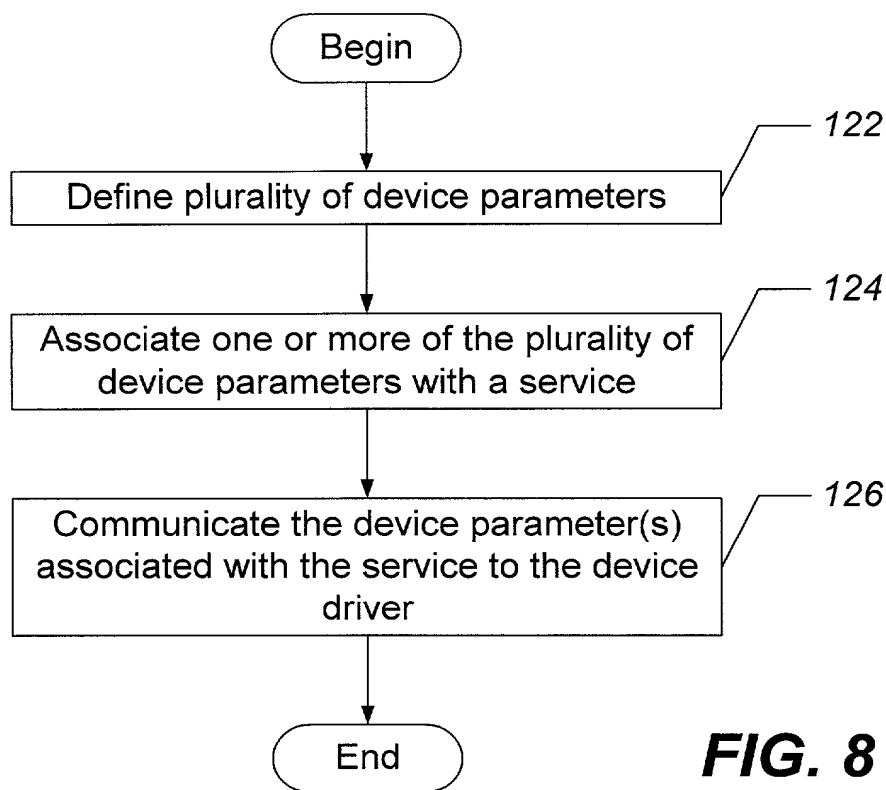 Begin
122
Define plurality of device parameters
124
Associate one or more of the plurality of
device parameters with a service
126
Communicate the device parameter(s)
associated with the service to the device
driver
End
FIG. 8